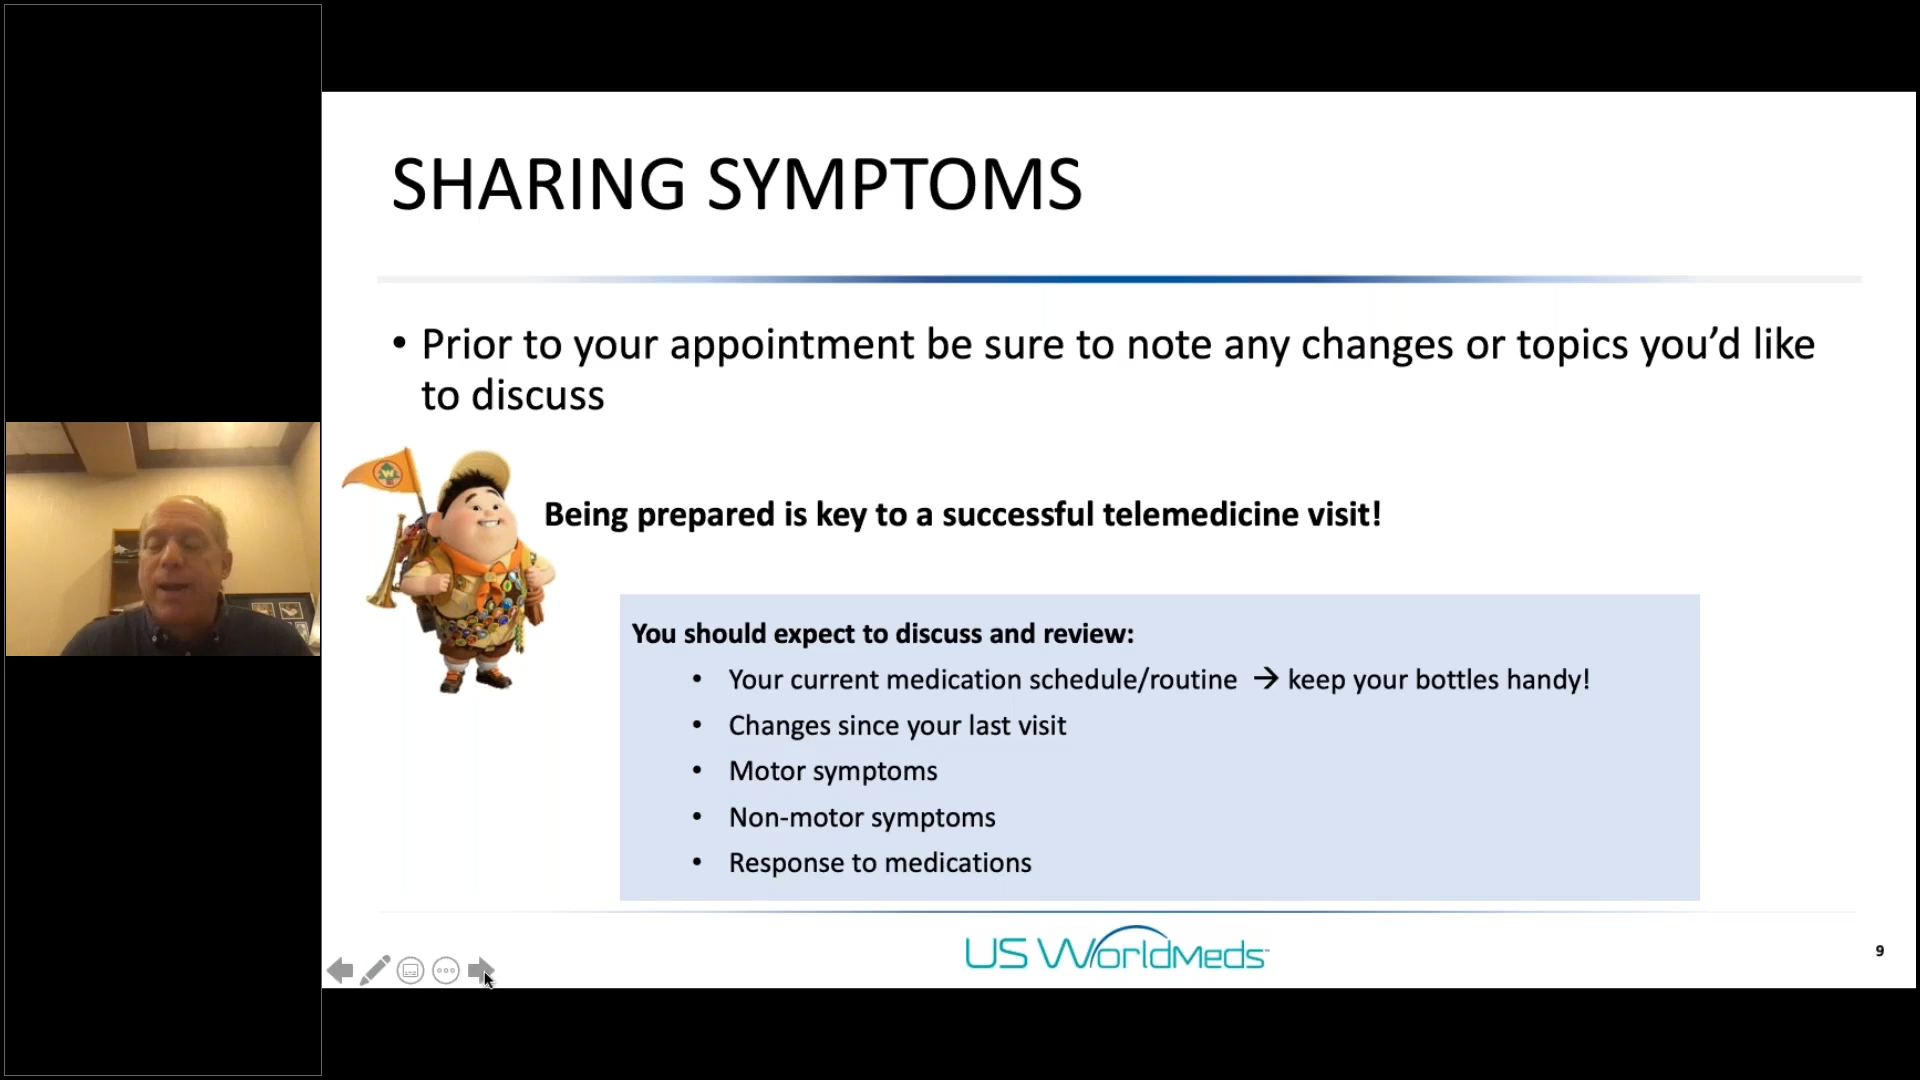 SHARING SYMPTOMS
• Prior to your appointment be sure to note any changes or topics you’d like
to discuss
W
Being prepared is key to a successful telemedicine visit!
You should expect to discuss and review:
• Your current medication schedule/routine → keep your bottles handy!
• Changes since your last visit
• Motor symptoms
• Non-motor symptoms
• Response to medications
US WorldMeds™
9